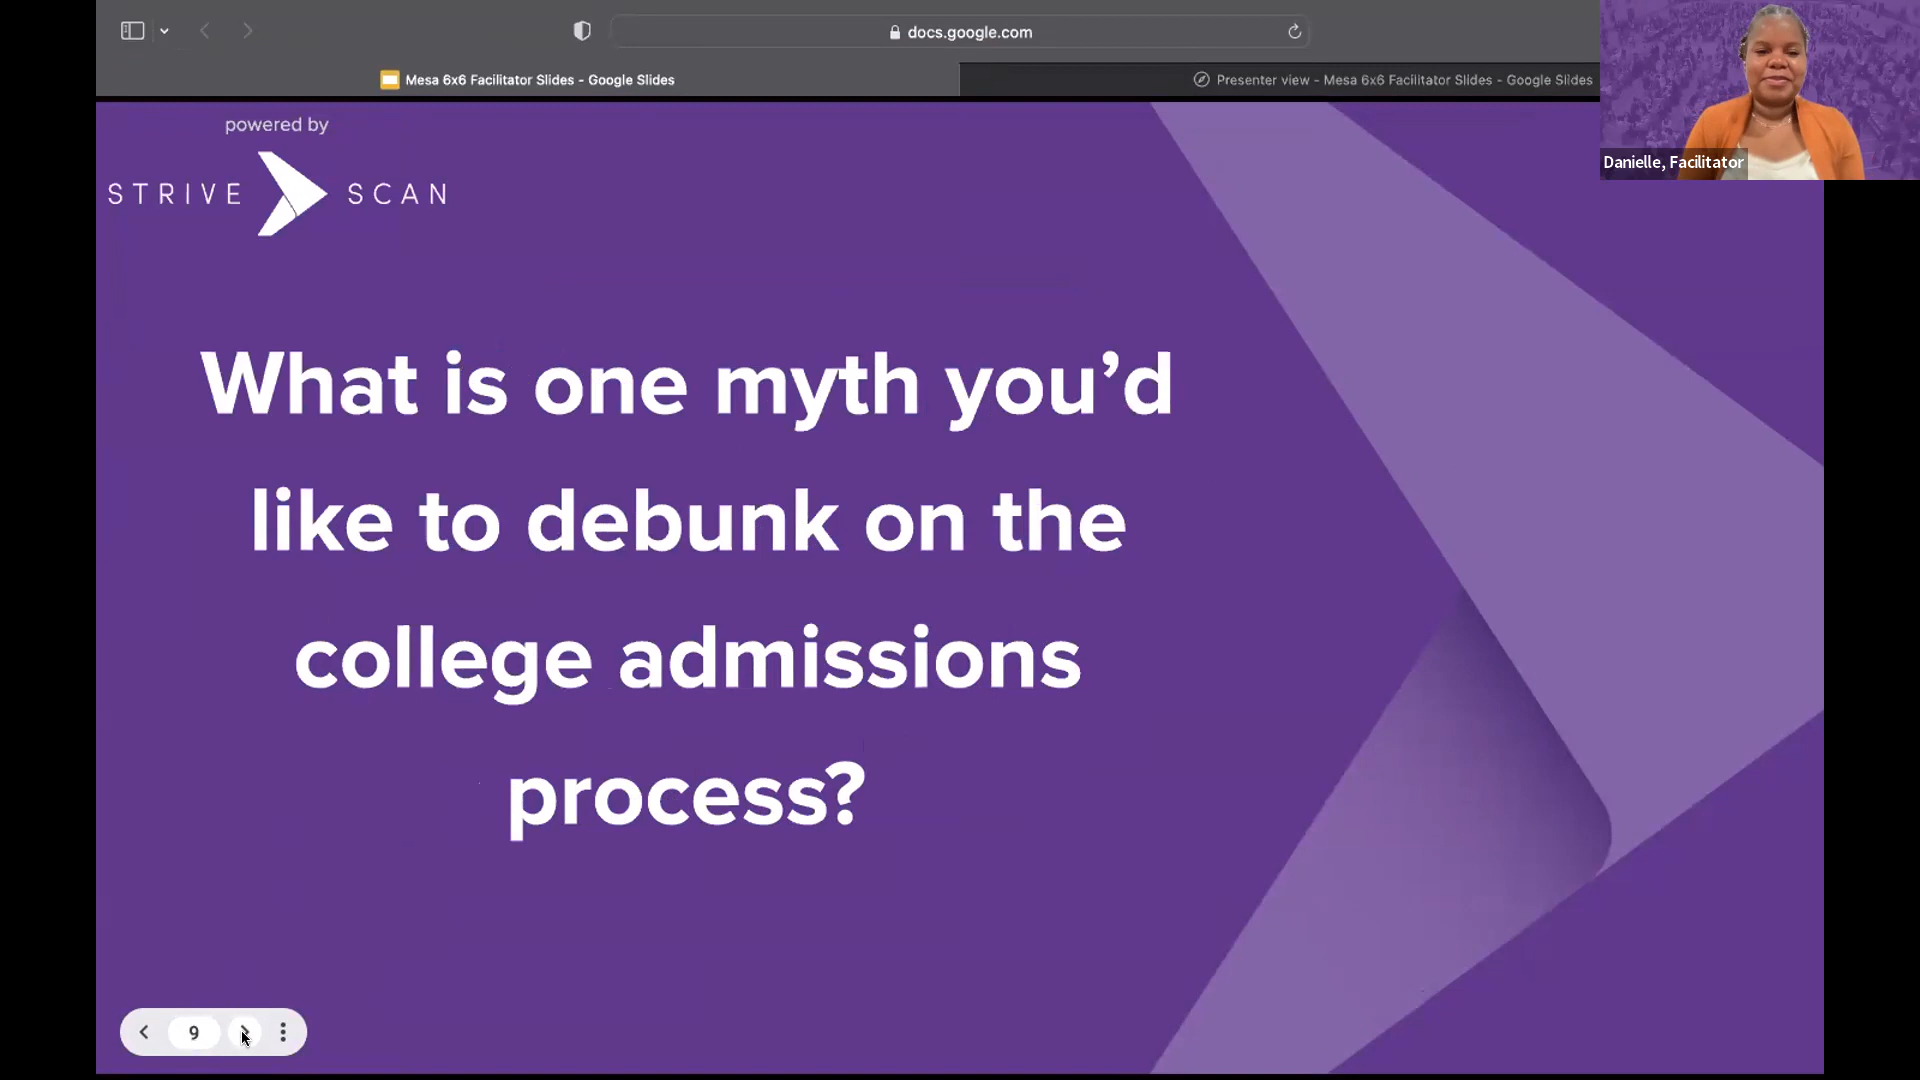 docs.google.com
Mesa 6x6 Facilitator Slides - Google Slides
Presenter view - Mesa 6x6 Facilitator Slides - Google Slides
Danielle, Facilitator
powered by
STRIVE SCAN
What is one myth you’d
like to debunk on the
college admissions
process?
9